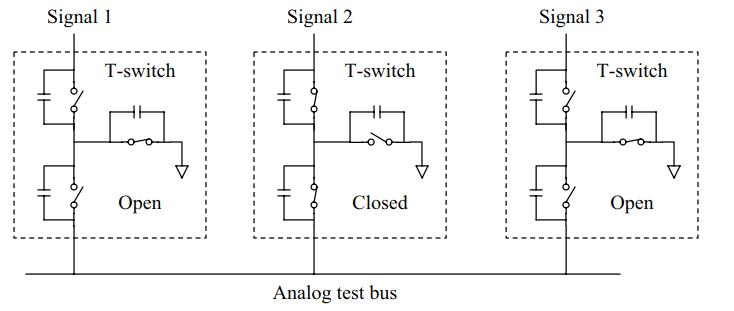 Signal 1
Signal 2
Signal 3
T-switch
T-switch
T-switch
Open
Closed
Open
Analog test bus